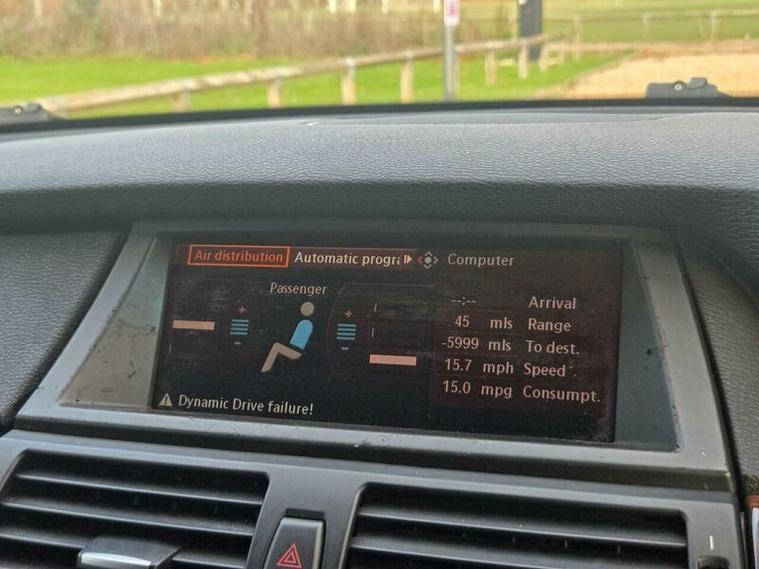 Air distribution Automatic progra
Computer
Passenger
--:-- Arrival
45 mls Range
-5999 mls To dest.
15.7 mph Speed
15.0 mpg Consumpt.
Dynamic Drive failure!